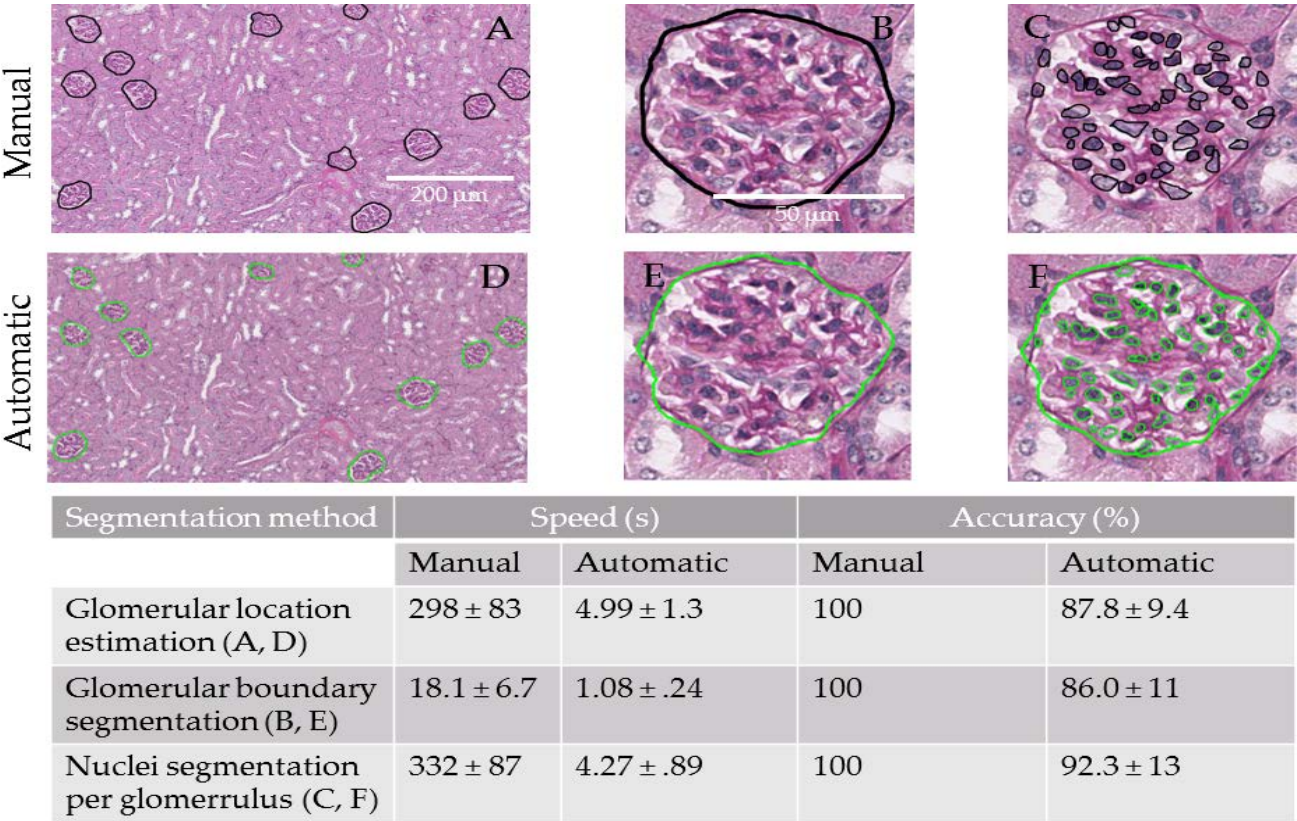 Manual
A
200 µm
B
50 µm
C
Automatic
D
E
F
Segmentation method Speed (s) Accuracy (%)
Manual Automatic Manual Automatic
Glomerular location
estimation (A, D) 298 ± 83 4.99 ± 1.3 100 87.8 ± 9.4
Glomerular boundary
segmentation (B, E) 18.1 ± 6.7 1.08 ± .24 100 86.0 ± 11
Nuclei segmentation
per glomerrulus (C, F) 332 ± 87 4.27 ± .89 100 92.3 ± 13